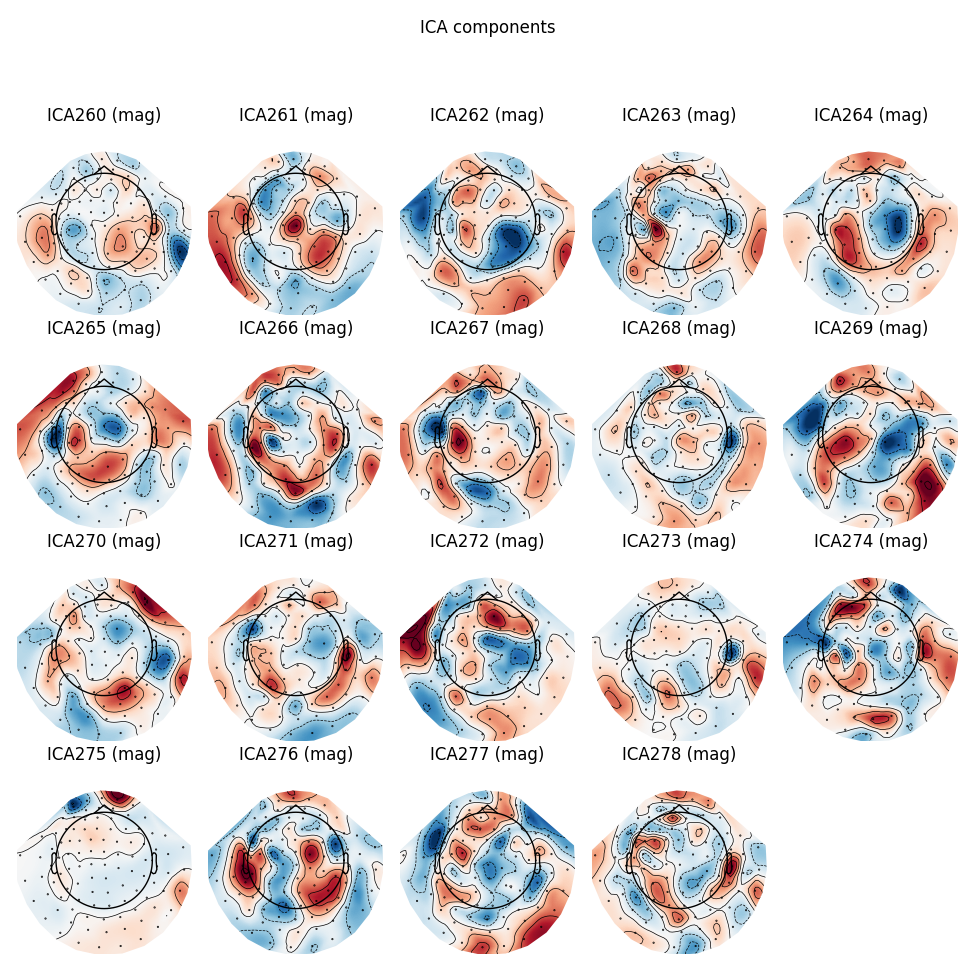 ICA components
ICA260 (mag) ICA261 (mag) ICA262 (mag) ICA263 (mag) ICA264 (mag)
ICA265 (mag) ICA266 (mag) ICA267 (mag) ICA268 (mag) ICA269 (mag)
ICA270 (mag) ICA271 (mag) ICA272 (mag) ICA273 (mag) ICA274 (mag)
ICA275 (mag) ICA276 (mag) ICA277 (mag) ICA278 (mag)